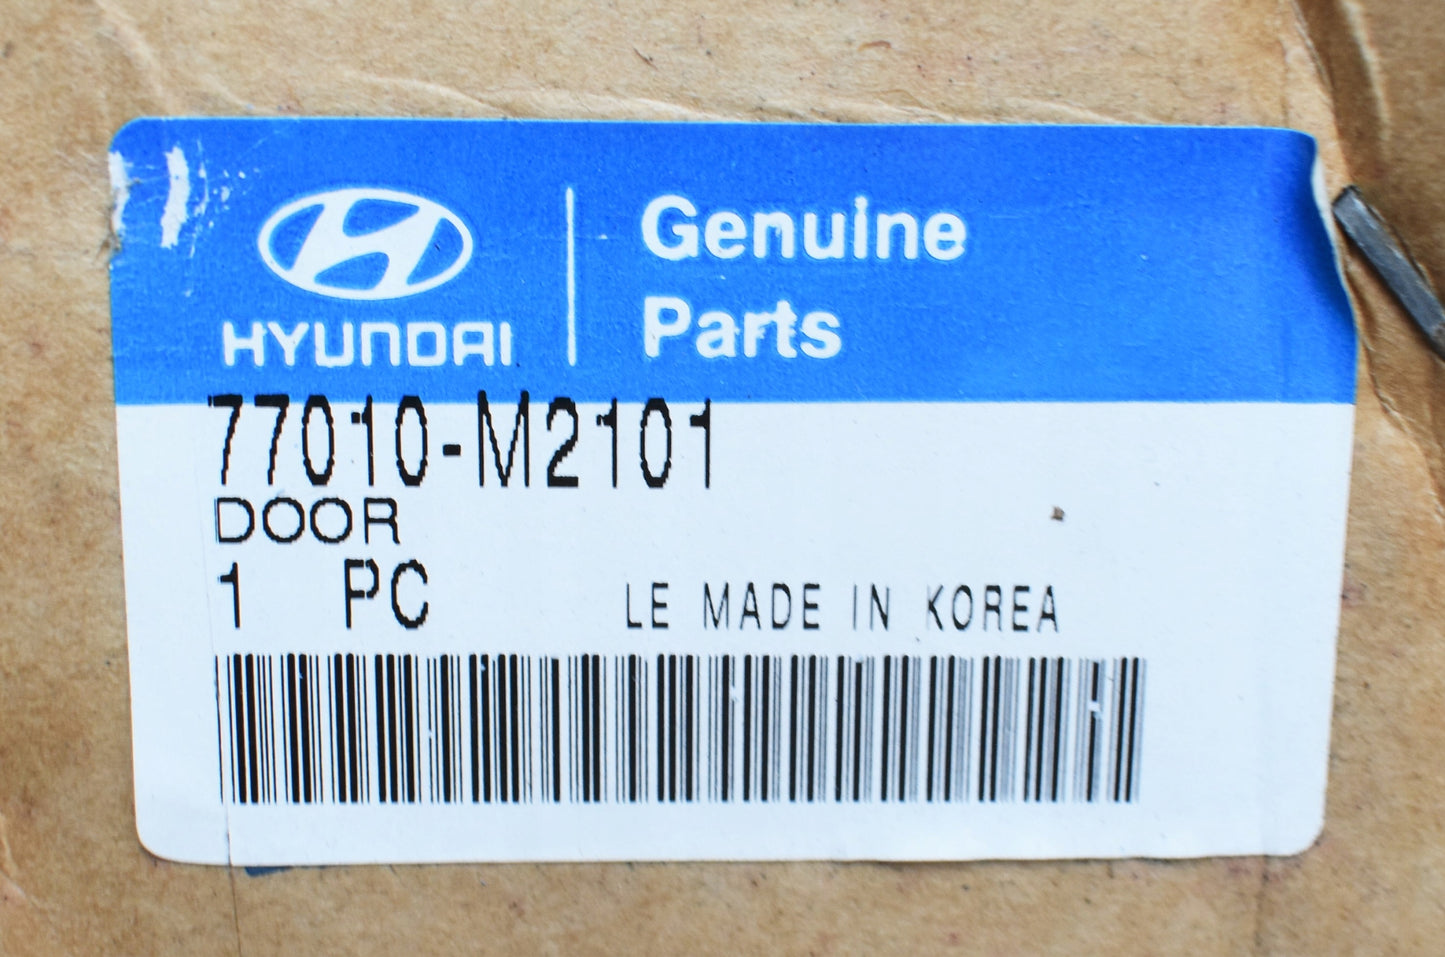 HYUNDAI
Genuine
Parts
77010-M2101
DOOR
1 PC
LE MADE IN KOREA